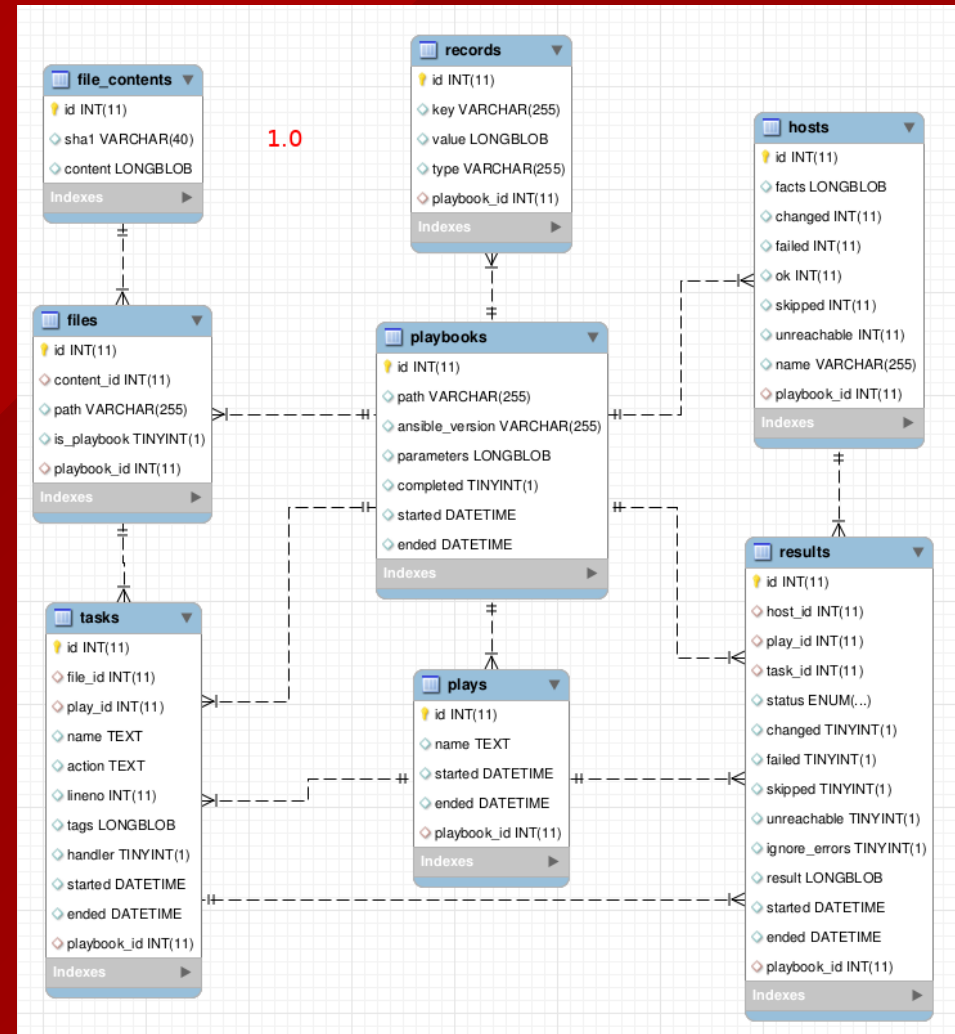 file_contents
id INT(11)
sha1 VARCHAR(40)
content LONGBLOB
Indexes
1.0
records
id INT(11)
key VARCHAR(255)
value LONGBLOB
type VARCHAR(255)
playbook_id INT(11)
Indexes
hosts
id INT(11)
facts LONGBLOB
changed INT(11)
failed INT(11)
ok INT(11)
skipped INT(11)
unreachable INT(11)
name VARCHAR(255)
playbook_id INT(11)
Indexes
files
id INT(11)
content_id INT(11)
path VARCHAR(255)
is_playbook TINYINT(1)
playbook_id INT(11)
Indexes
playbooks
id INT(11)
path VARCHAR(255)
ansible_version VARCHAR(255)
parameters LONGBLOB
completed TINYINT(1)
started DATETIME
ended DATETIME
Indexes
results
id INT(11)
host_id INT(11)
play_id INT(11)
task_id INT(11)
status ENUM(...)
changed TINYINT(1)
failed TINYINT(1)
skipped TINYINT(1)
unreachable TINYINT(1)
ignore_errors TINYINT(1)
result LONGBLOB
started DATETIME
ended DATETIME
playbook_id INT(11)
Indexes
tasks
id INT(11)
file_id INT(11)
play_id INT(11)
name TEXT
action TEXT
lineno INT(11)
tags LONGBLOB
handler TINYINT(1)
started DATETIME
ended DATETIME
playbook_id INT(11)
Indexes
plays
id INT(11)
name TEXT
started DATETIME
ended DATETIME
playbook_id INT(11)
Indexes